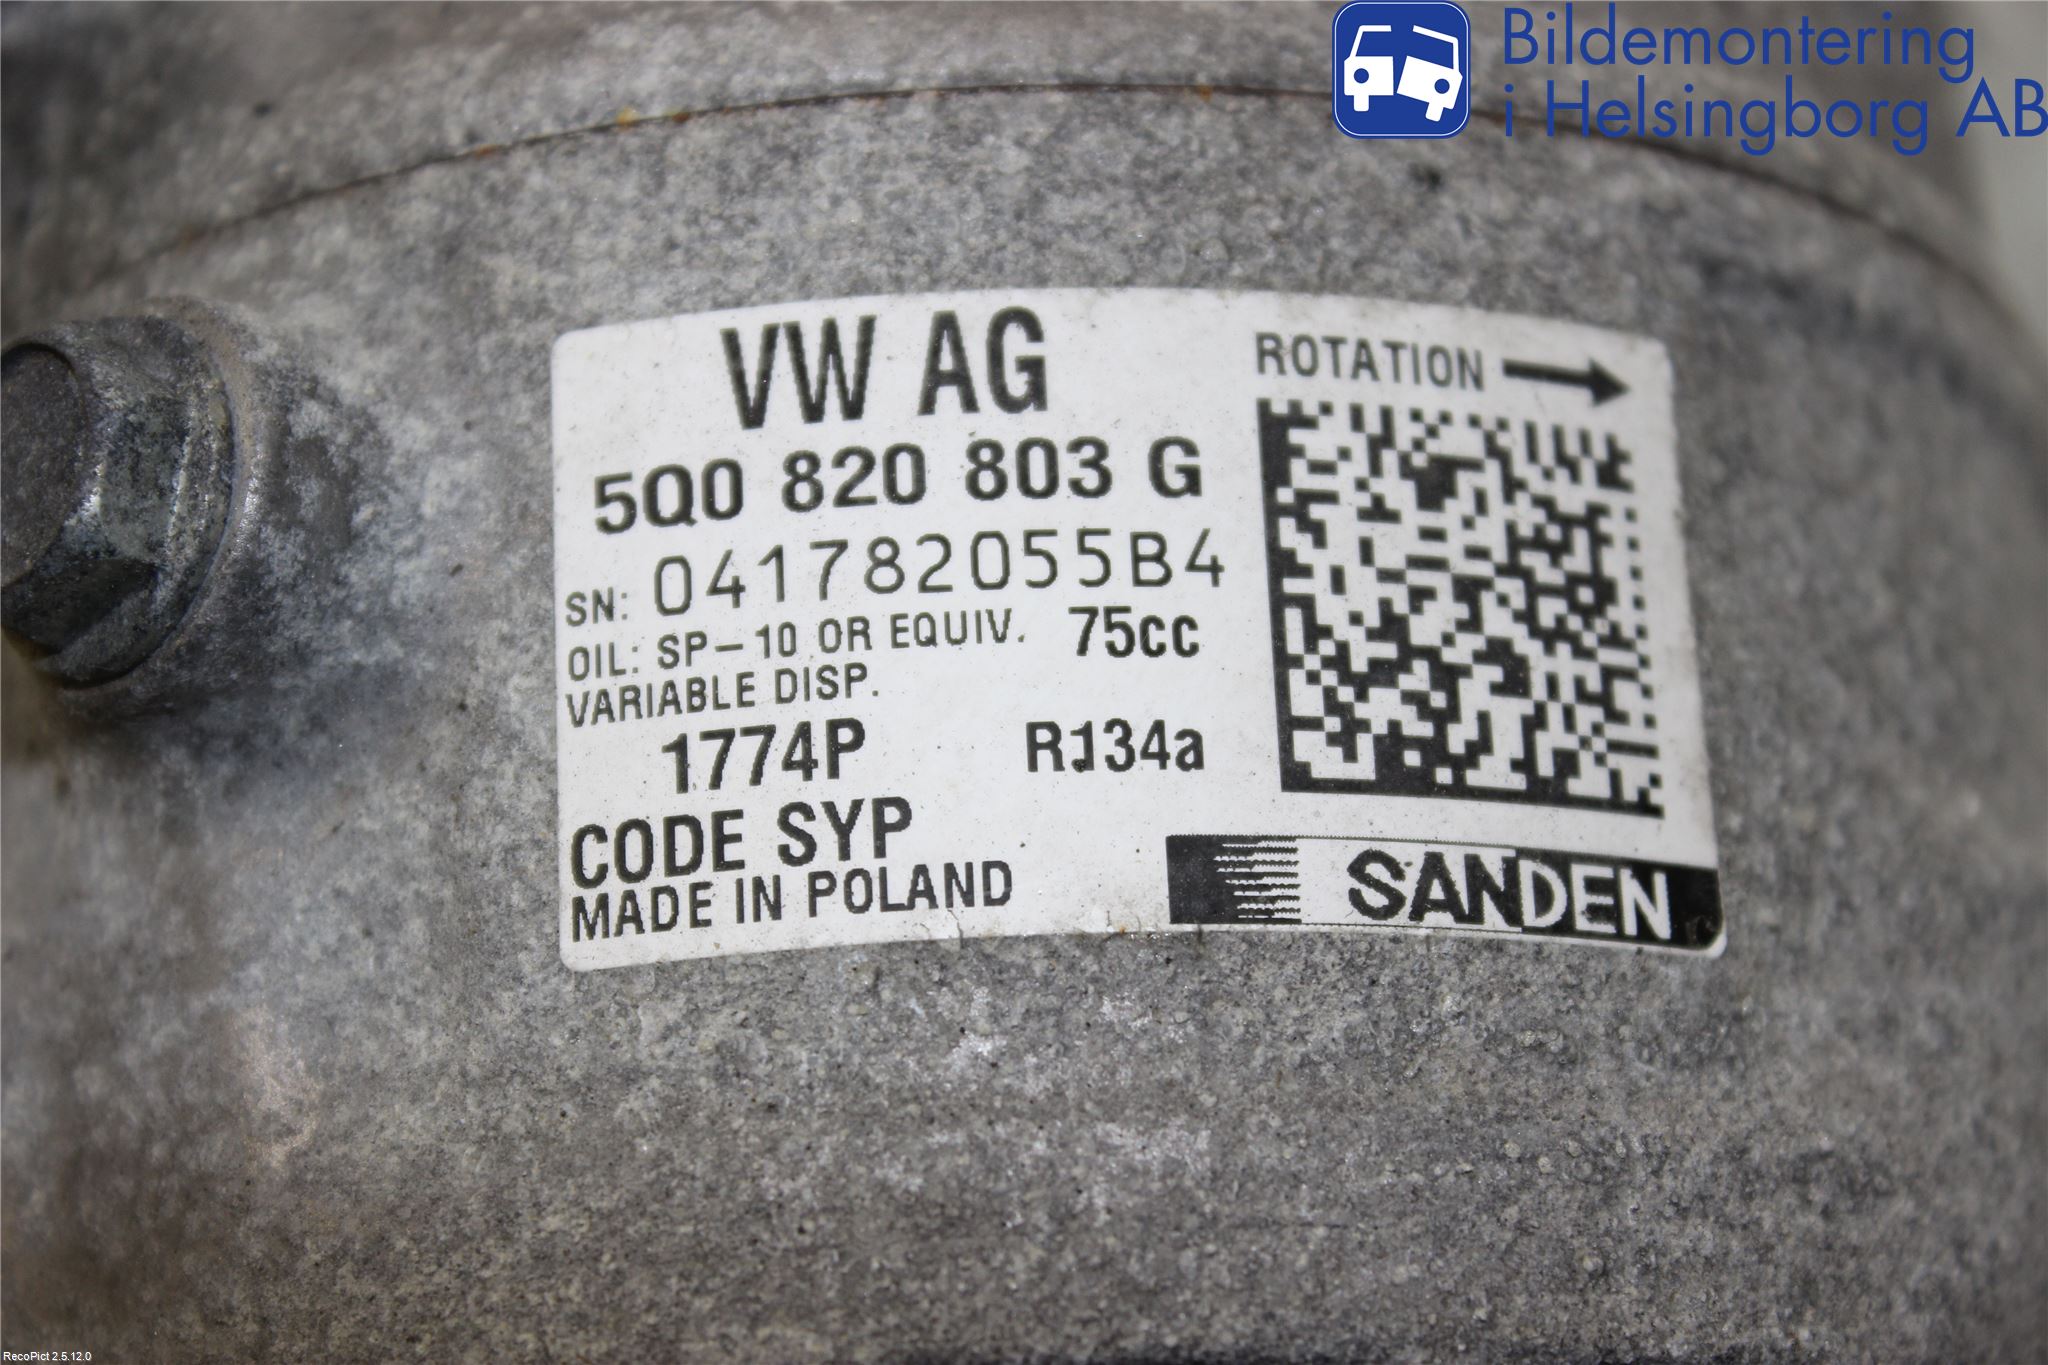 Bildemontering
i Helsingborg AB
VW AG
ROTATION
5Q0 820 803 G
SN: 041782055B4
OIL: SP-10 OR EQUIV. 75cc
VARIABLE DISP.
1774P R134a
CODE SYP
MADE IN POLAND
SANDEN
RecoPict 2.5.12.0